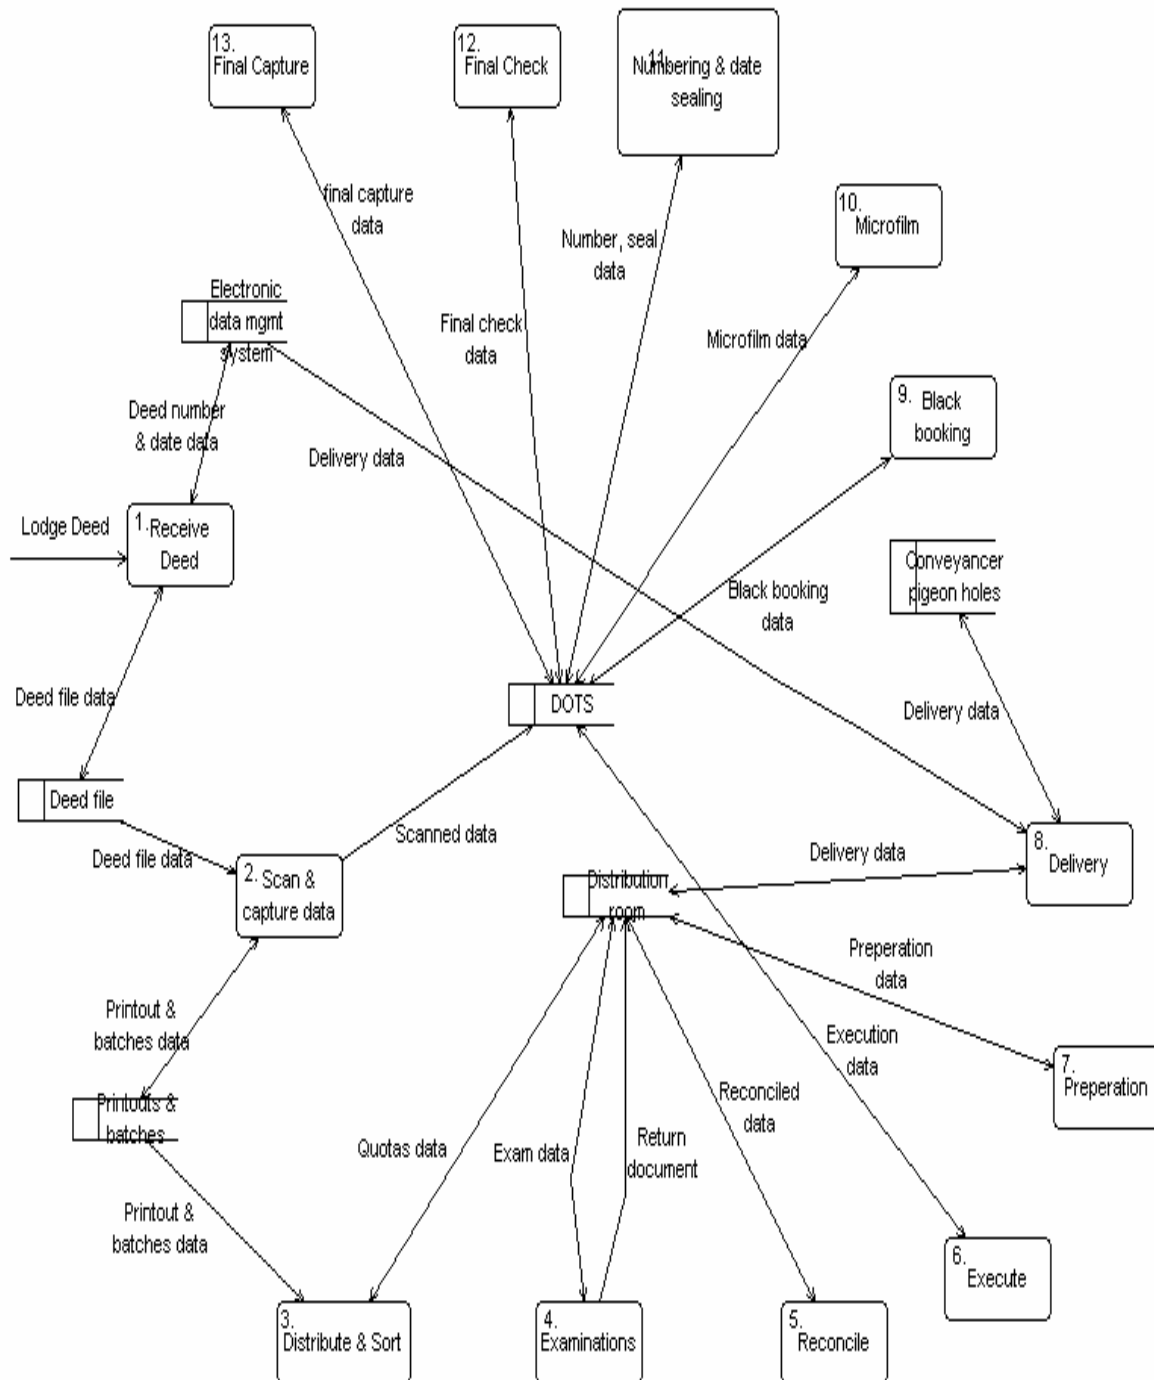 13.
Final Capture
12.
Final Check
11.
Numbering & date
sealing
final capture
data
10.
Microfilm
Number, seal
data
Electronic
data mgmt
system
Final check
data
Microfilm data
9.
Black
booking
Deed number
& date data
Delivery data
Lodge Deed
1.
Receive
Deed
Conveyancer
pigeon holes
Black booking
data
Deed file data
DOTS
Delivery data
Deed file
Deed file data
Scanned data
2.
Scan &
capture data
Delivery data
8.
Delivery
Distribution
room
Preperation
data
Printout &
batches data
Execution
data
7.
Preperation
Printouts &
batches
Reconciled
data
Quotas data
Exam data
Return
document
Printout &
batches data
6.
Execute
3.
Distribute & Sort
4.
Examinations
5.
Reconcile